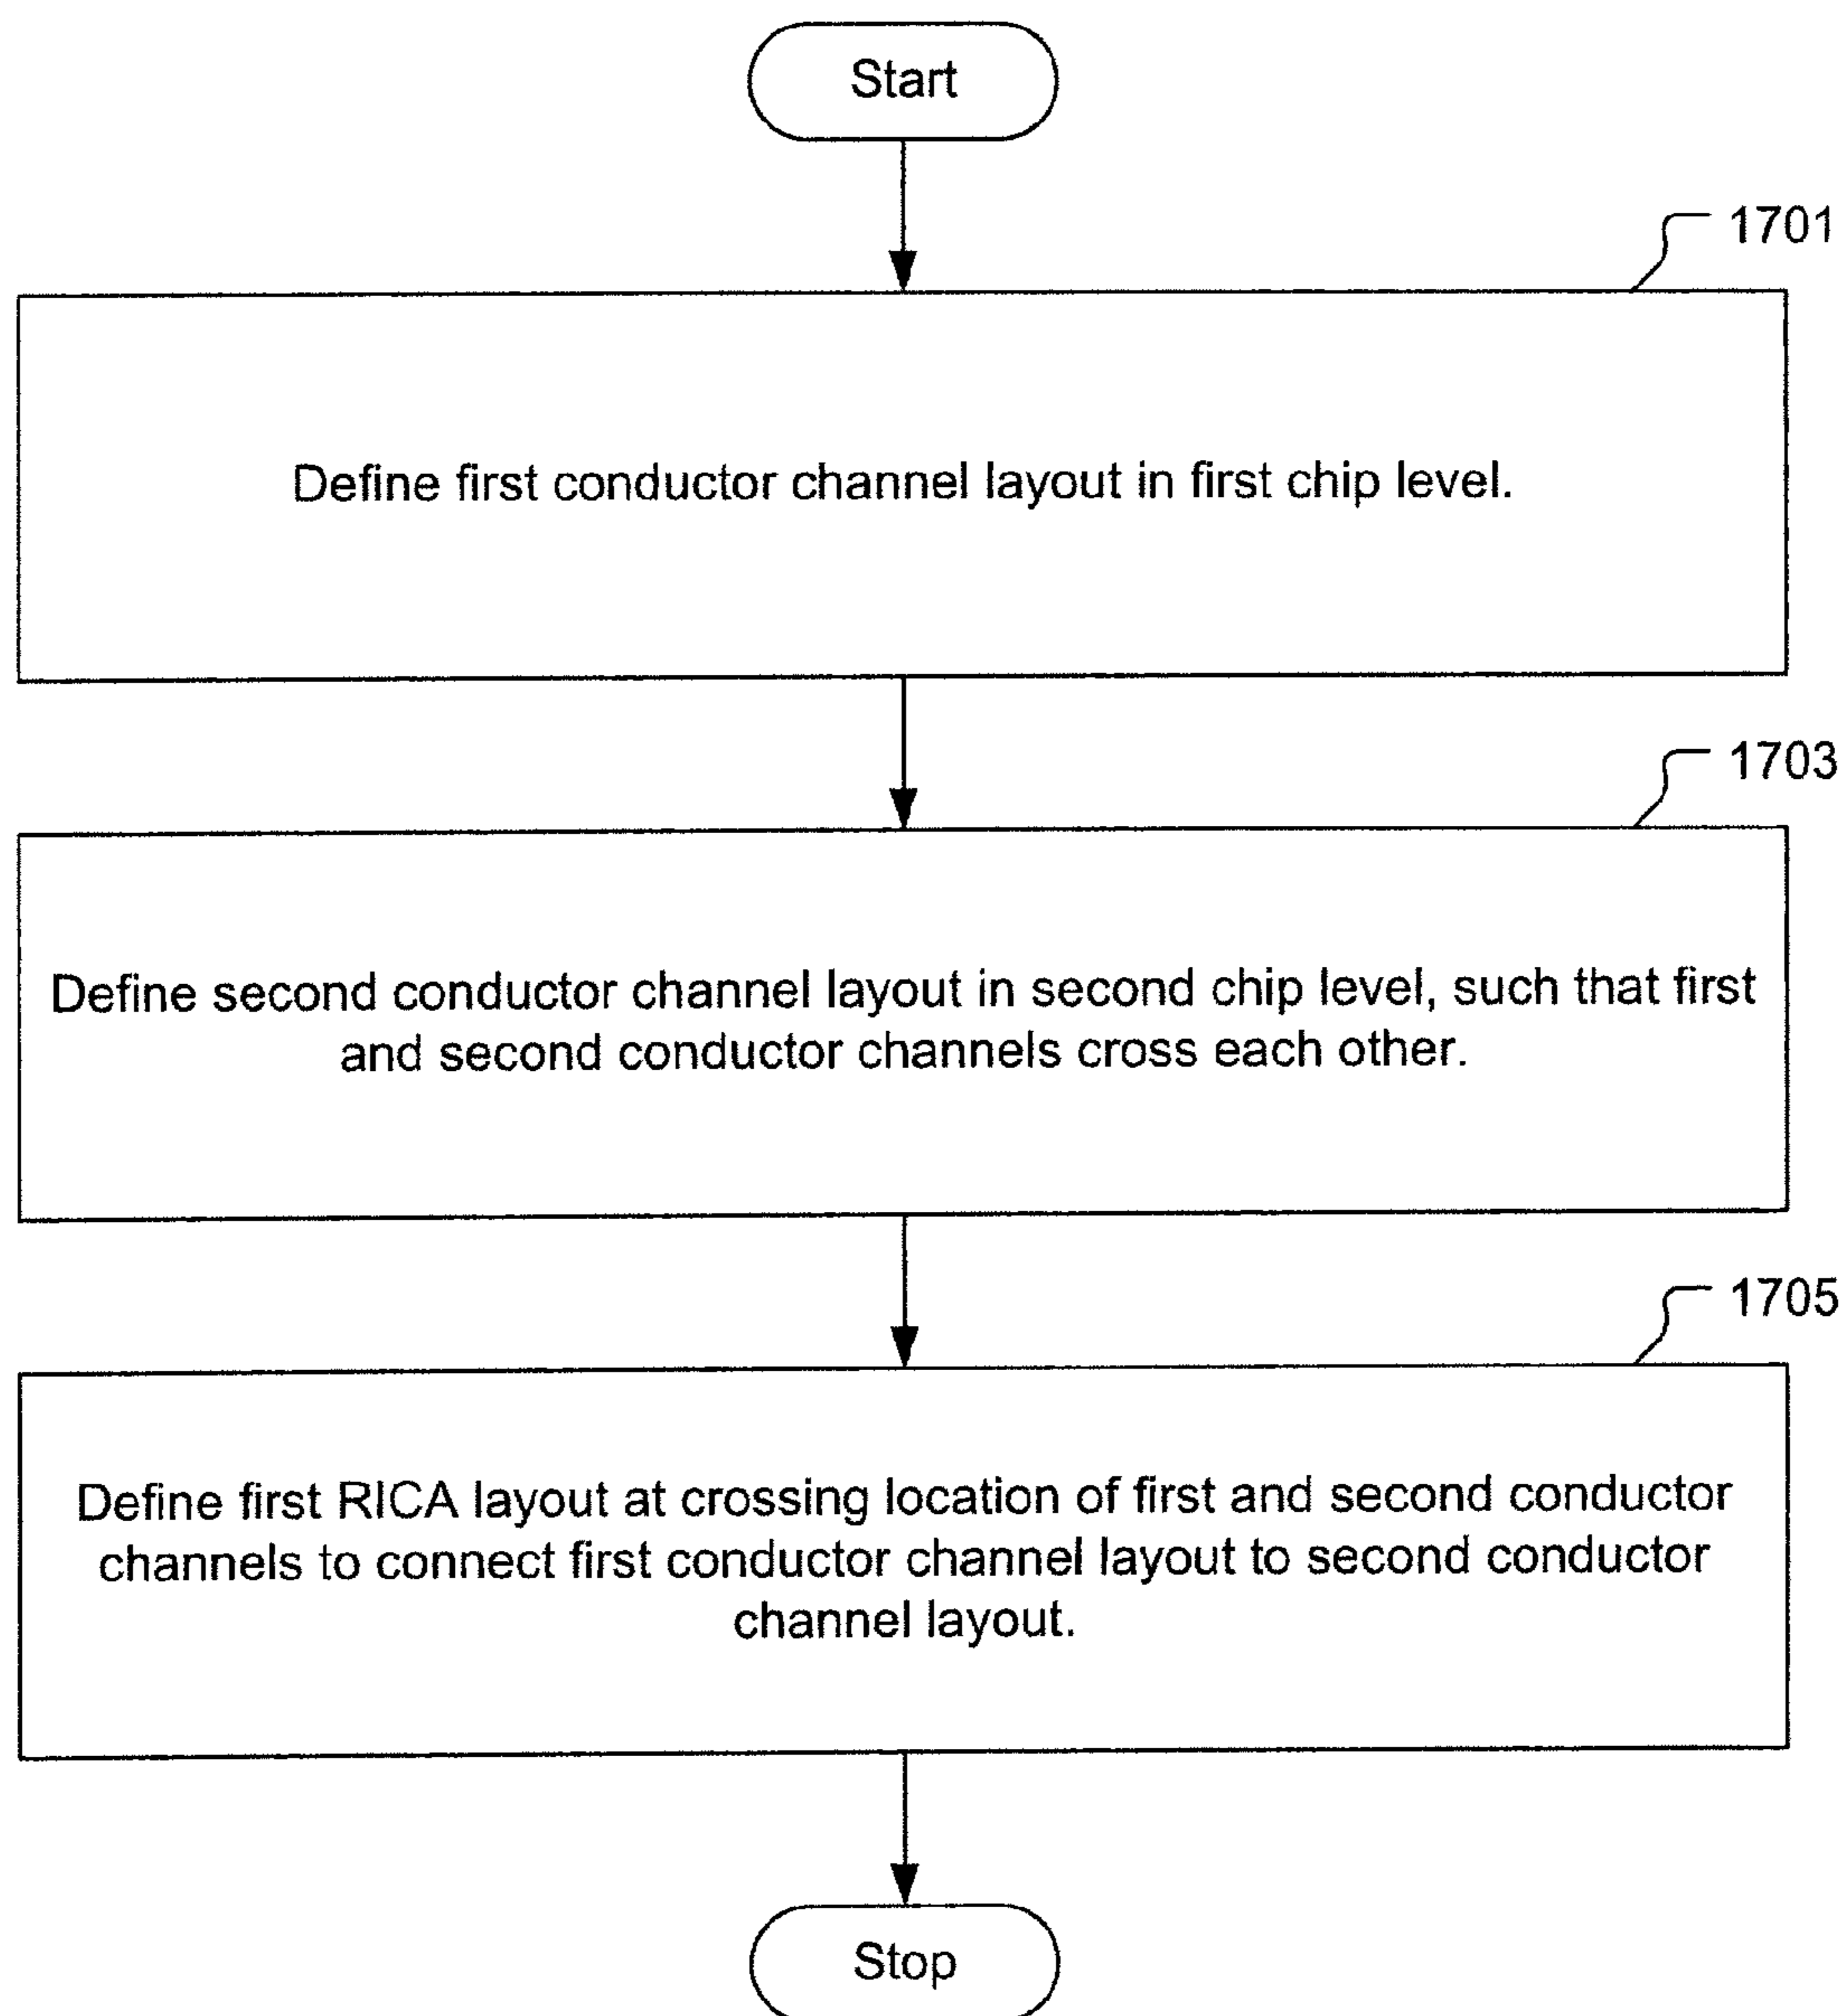 Start
1701
Define first conductor channel layout in first chip level.
1703
Define second conductor channel layout in second chip level, such that first
and second conductor channels cross each other.
1705
Define first RICA layout at crossing location of first and second conductor
channels to connect first conductor channel layout to second conductor
channel layout.
Stop